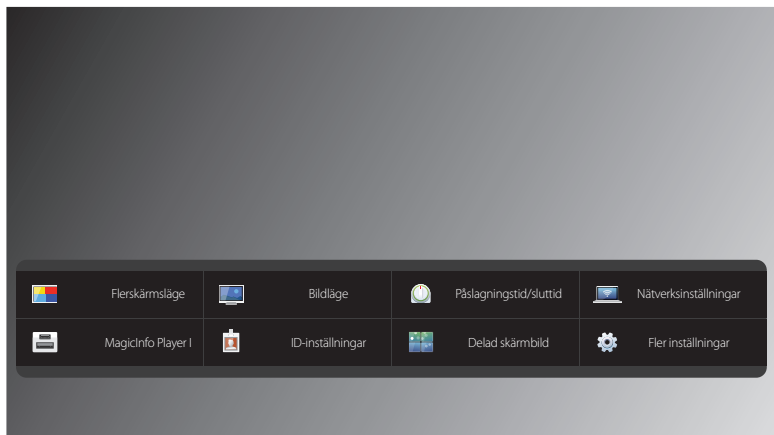 Flerskärmsläge
Bildläge
Påslagningstid/sluttid
Nätverksinställningar
MagicInfo Player I
ID-inställningar
Delad skärmbild
Fler inställningar